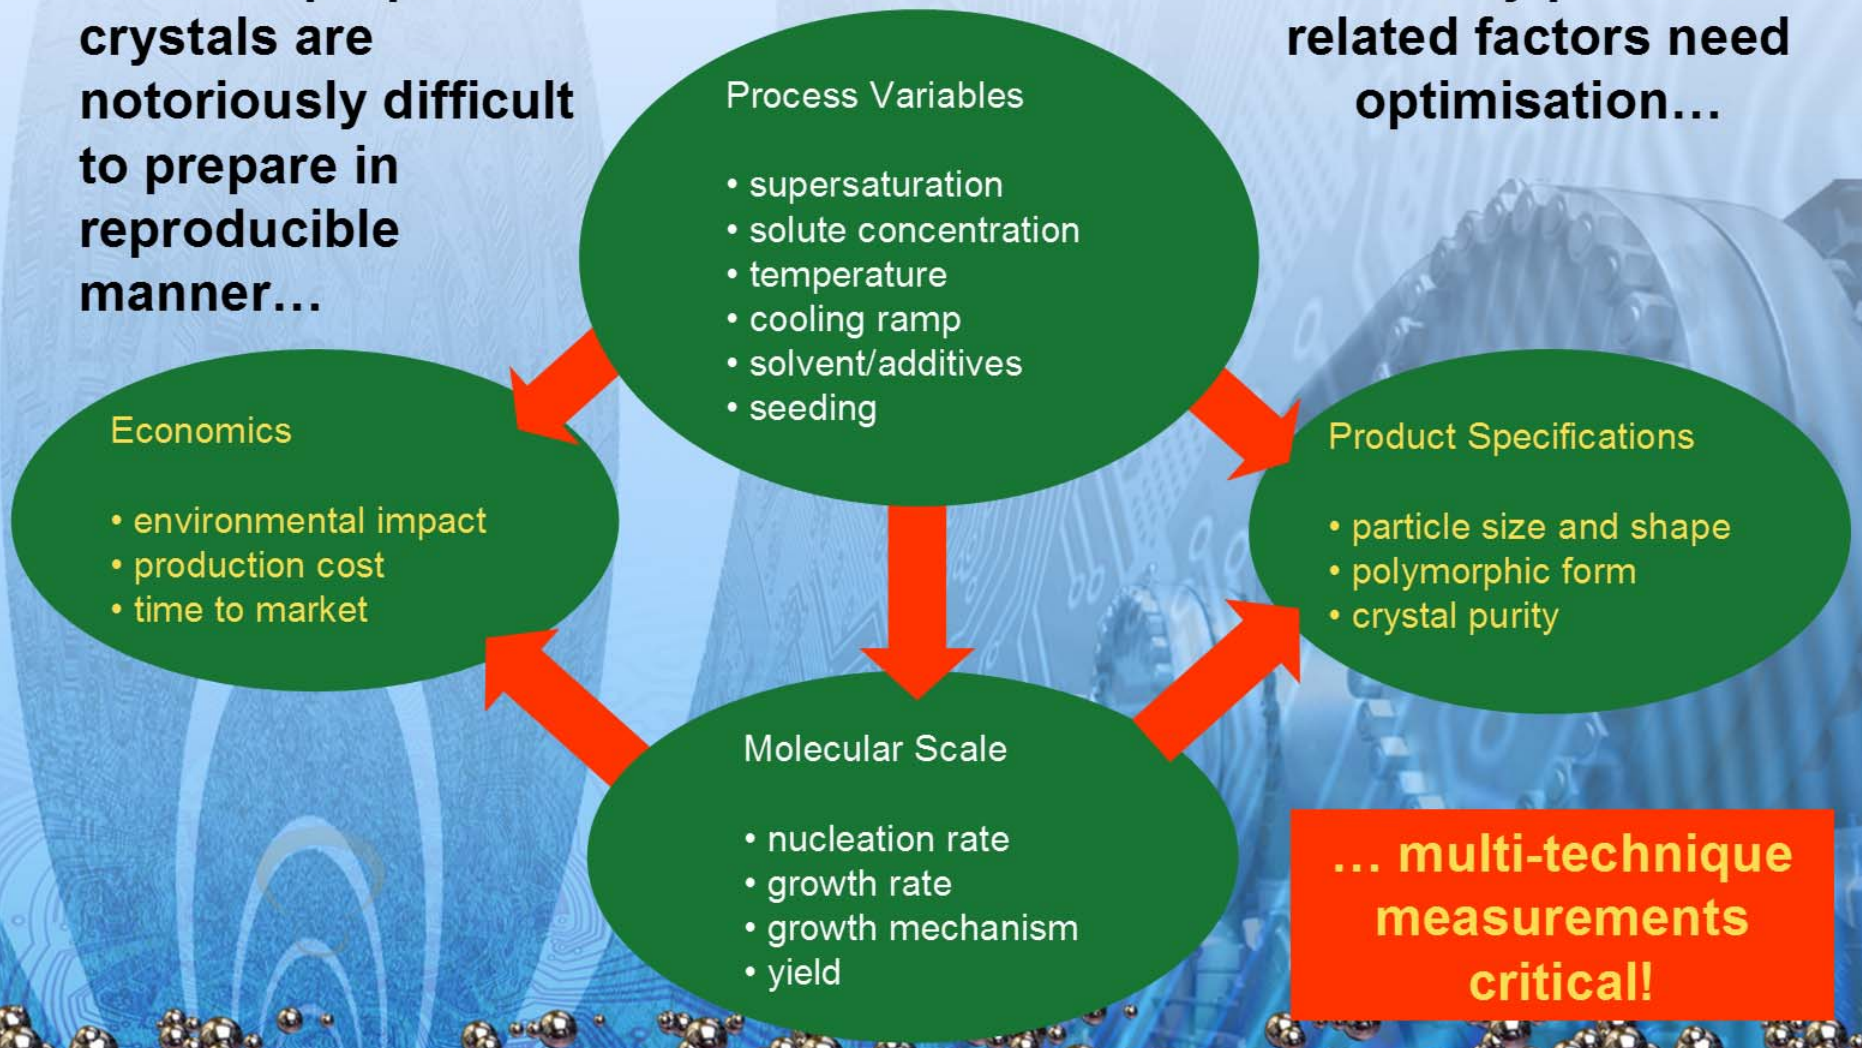 crystals are
notoriously difficult
to prepare in
reproducible
manner…
related factors need
optimisation…
Process Variables
• supersaturation
• solute concentration
• temperature
• cooling ramp
• solvent/additives
• seeding
Economics
• environmental impact
• production cost
• time to market
Product Specifications
• particle size and shape
• polymorphic form
• crystal purity
Molecular Scale
• nucleation rate
• growth rate
• growth mechanism
• yield
… multi-technique
measurements
critical!